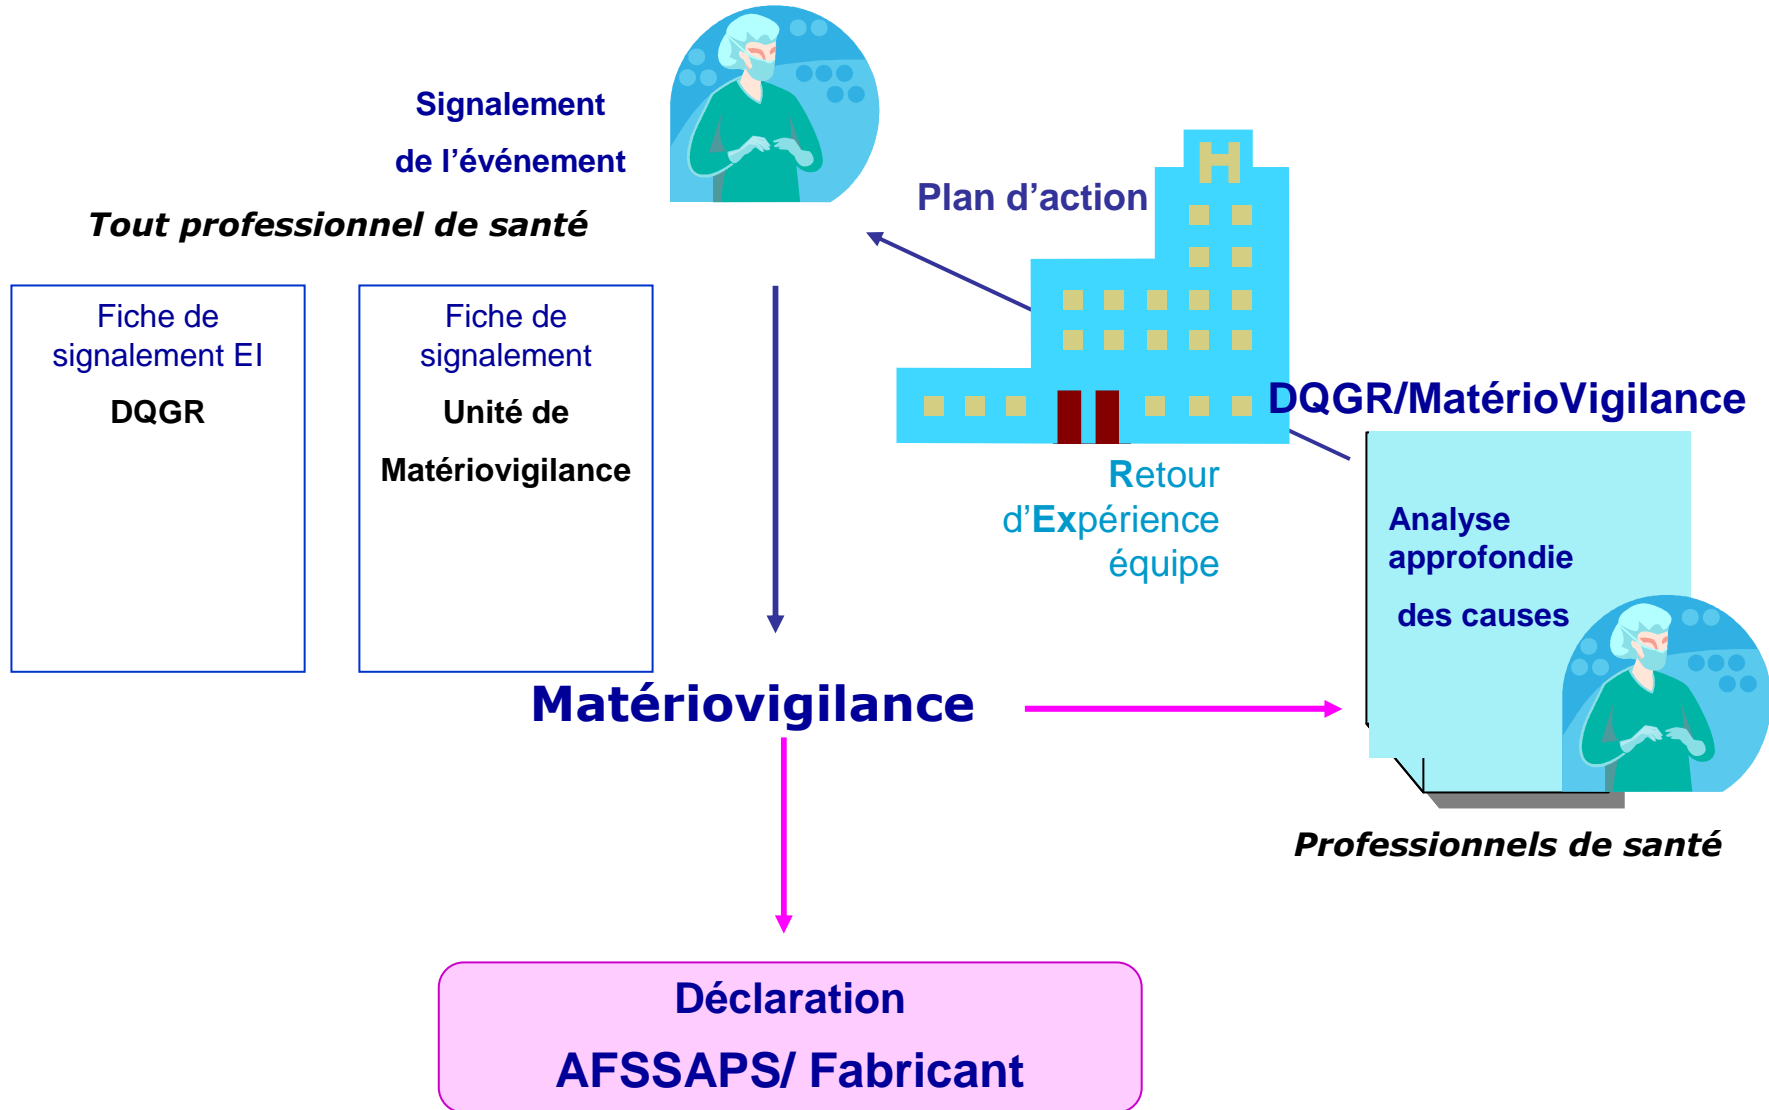 Signalement
de l’événement
Tout professionnel de santé
Fiche de
signalement EI
DQGR
Fiche de
signalement
Unité de
Matériovigilance
Plan d’action
H
DQGR/MatérioVigilance
Retour
d’Expérience
équipe
Analyse
approfondie
des causes
Professionnels de santé
Matériovigilance
Déclaration
AFSSAPS/ Fabricant